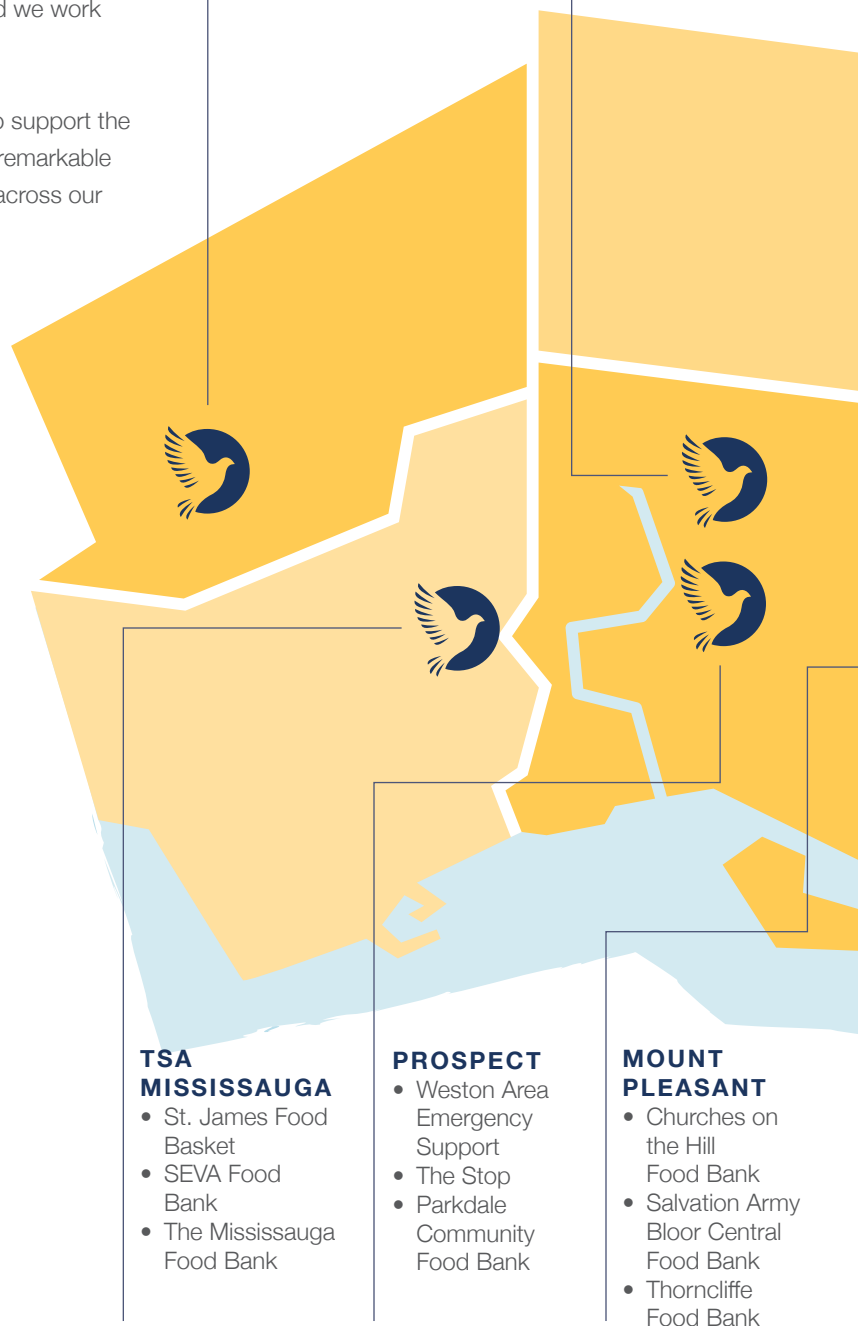 d we work
o support the
remarkable
across our
TSA
MISSISSAUGA
• St. James Food
Basket
• SEVA Food
Bank
• The Mississauga
Food Bank
PROSPECT
• Weston Area
Emergency
Support
• The Stop
• Parkdale
Community
Food Bank
MOUNT
PLEASANT
• Churches on
the Hill
Food Bank
• Salvation Army
Bloor Central
Food Bank
• Thorncliffe
Food Bank